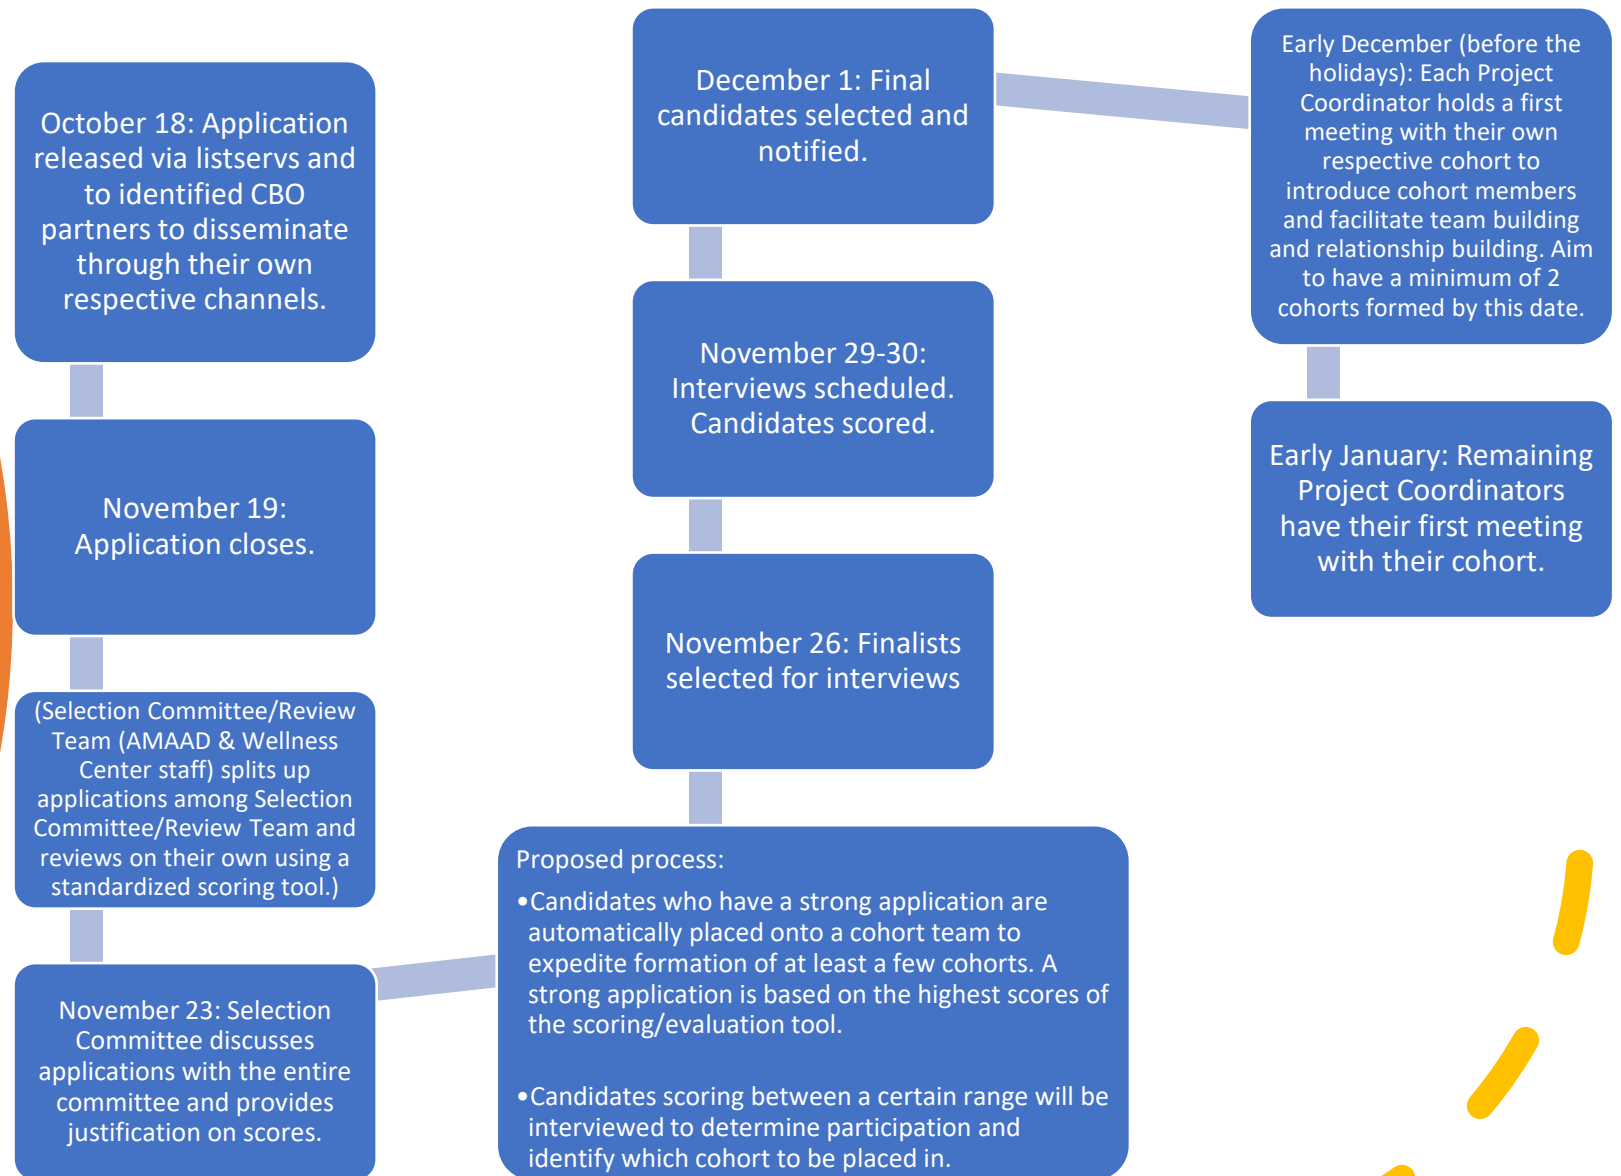 October 18: Application
released via listservs and
to identified CBO
partners to disseminate
through their own
respective channels.
November 19:
Application closes.
(Selection Committee/Review
Team (AMAAD & Wellness
Center staff) splits up
applications among Selection
Committee/Review Team and
reviews on their own using a
standardized scoring tool.)
November 23: Selection
Committee discusses
applications with the entire
committee and provides
justification on scores.
Proposed process:
•Candidates who have a strong application are
automatically placed onto a cohort team to
expedite formation of at least a few cohorts. A
strong application is based on the highest scores of
the scoring/evaluation tool.
•Candidates scoring between a certain range will be
interviewed to determine participation and
identify which cohort to be placed in.
November 26: Finalists
selected for interviews
November 29-30:
Interviews scheduled.
Candidates scored.
December 1: Final
candidates selected and
notified.
Early December (before the
holidays): Each Project
Coordinator holds a first
meeting with their own
respective cohort to
introduce cohort members
and facilitate team building
and relationship building. Aim
to have a minimum of 2
cohorts formed by this date.
Early January: Remaining
Project Coordinators
have their first meeting
with their cohort.